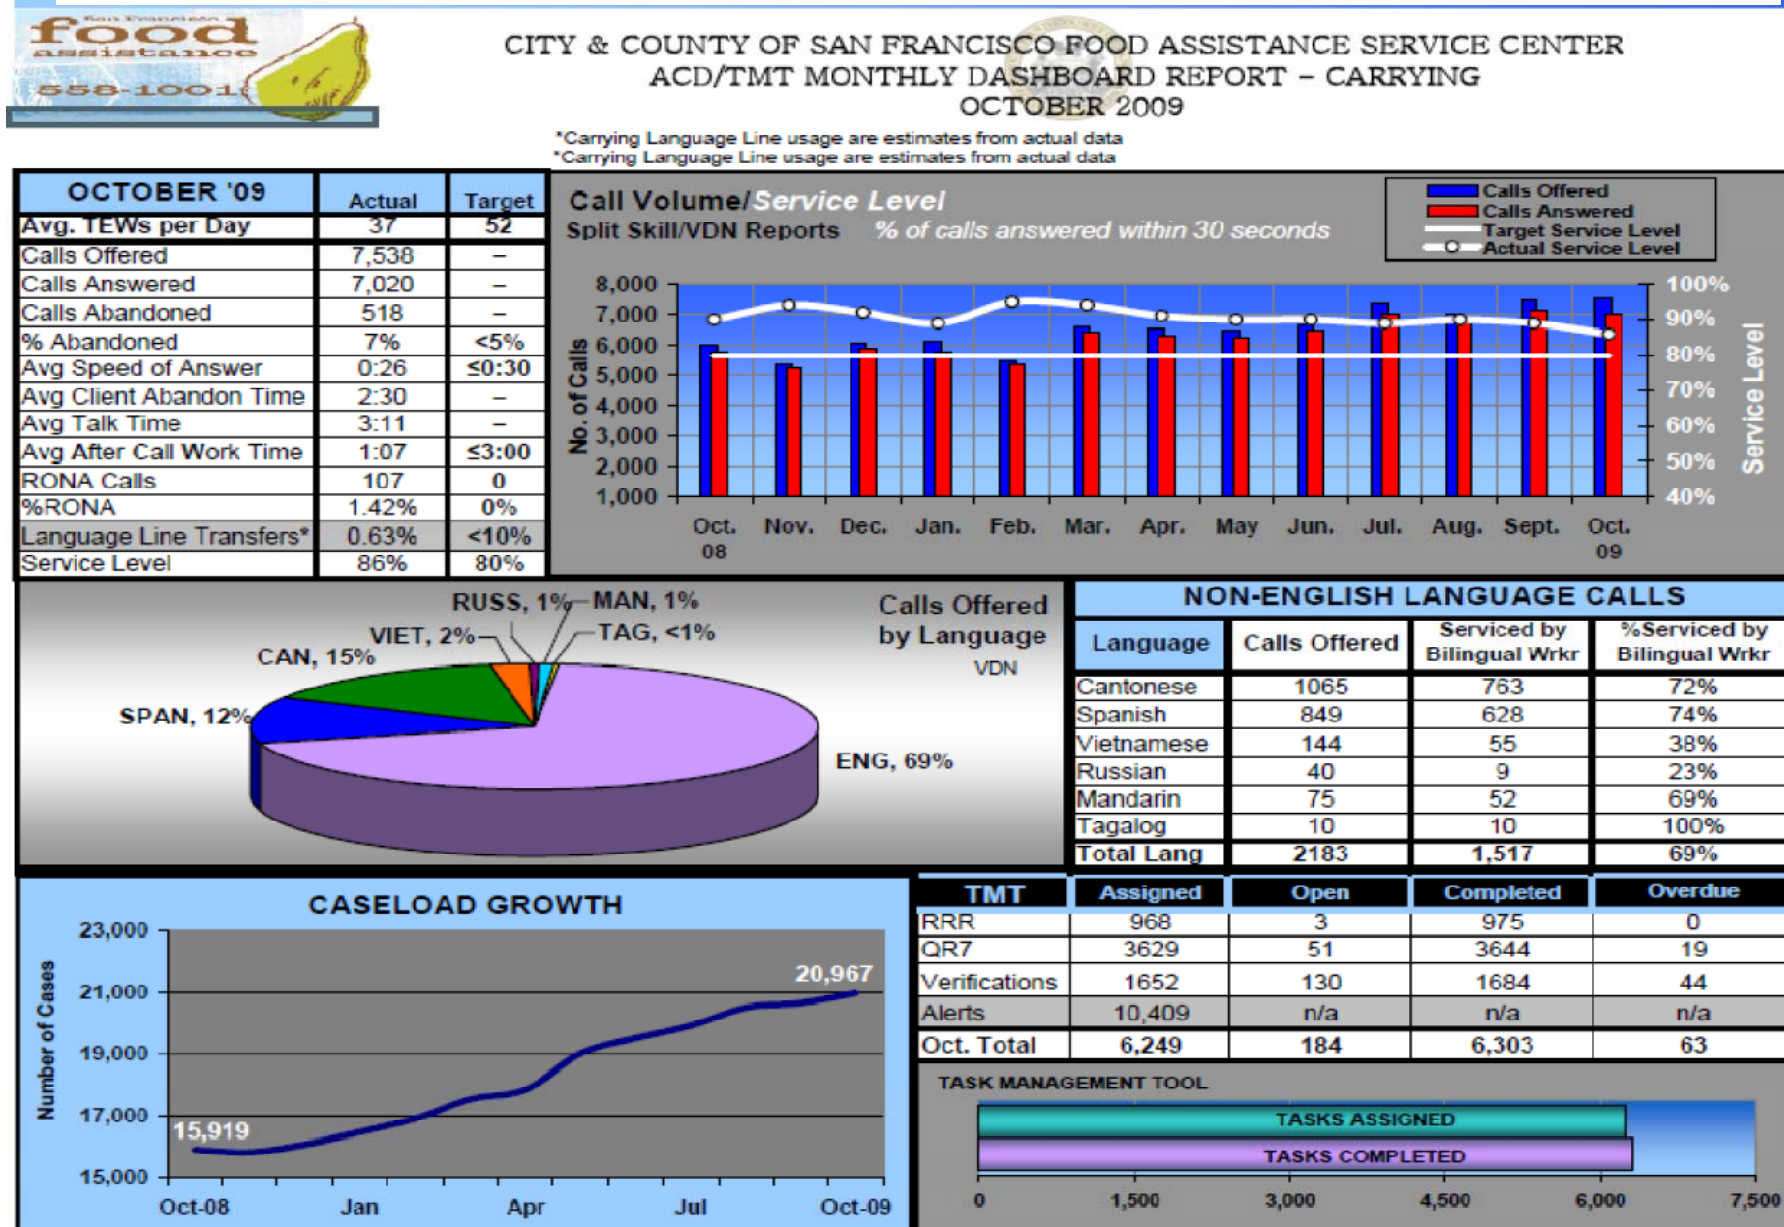 San Francisco
food
assistance
558-1001
CITY & COUNTY OF SAN FRANCISCO FOOD ASSISTANCE SERVICE CENTER
ACD/TMT MONTHLY DASHBOARD REPORT – CARRYING
OCTOBER 2009
*Carrying Language Line usage are estimates from actual data
*Carrying Language Line usage are estimates from actual data
OCTOBER '09 Actual Target
Avg. TEWs per Day 37 52
Calls Offered 7,538 –
Calls Answered 7,020 –
Calls Abandoned 518 –
% Abandoned 7% <5%
Avg Speed of Answer 0:26 ≤0:30
Avg Client Abandon Time 2:30 –
Avg Talk Time 3:11 –
Avg After Call Work Time 1:07 ≤3:00
RONA Calls 107 0
%RONA 1.42% 0%
Language Line Transfers* 0.63% <10%
Service Level 86% 80%
Call Volume/Service Level
Split Skill/VDN Reports % of calls answered within 30 seconds
Calls Offered
Calls Answered
Target Service Level
Actual Service Level
No. of Calls
8,000
7,000
6,000
5,000
4,000
3,000
2,000
1,000
100%
90%
80%
70%
60%
50%
40%
Service Level
Oct. Nov. Dec. Jan. Feb. Mar. Apr. May Jun. Jul. Aug. Sept. Oct.
08 09
Calls Offered
by Language
VDN
RUSS, 1% MAN, 1%
VIET, 2% TAG, <1%
CAN, 15%
SPAN, 12%
ENG, 69%
NON-ENGLISH LANGUAGE CALLS
Language Calls Offered Serviced by Bilingual Wrkr %Serviced by Bilingual Wrkr
Cantonese 1065 763 72%
Spanish 849 628 74%
Vietnamese 144 55 38%
Russian 40 9 23%
Mandarin 75 52 69%
Tagalog 10 10 100%
Total Lang 2183 1,517 69%
CASELOAD GROWTH
Number of Cases
23,000
21,000
19,000
17,000
15,000
15,919
20,967
Oct-08 Jan Apr Jul Oct-09
TMT Assigned Open Completed Overdue
RRR 968 3 975 0
QR7 3629 51 3644 19
Verifications 1652 130 1684 44
Alerts 10,409 n/a n/a n/a
Oct. Total 6,249 184 6,303 63
TASK MANAGEMENT TOOL
TASKS ASSIGNED
TASKS COMPLETED
0 1,500 3,000 4,500 6,000 7,500